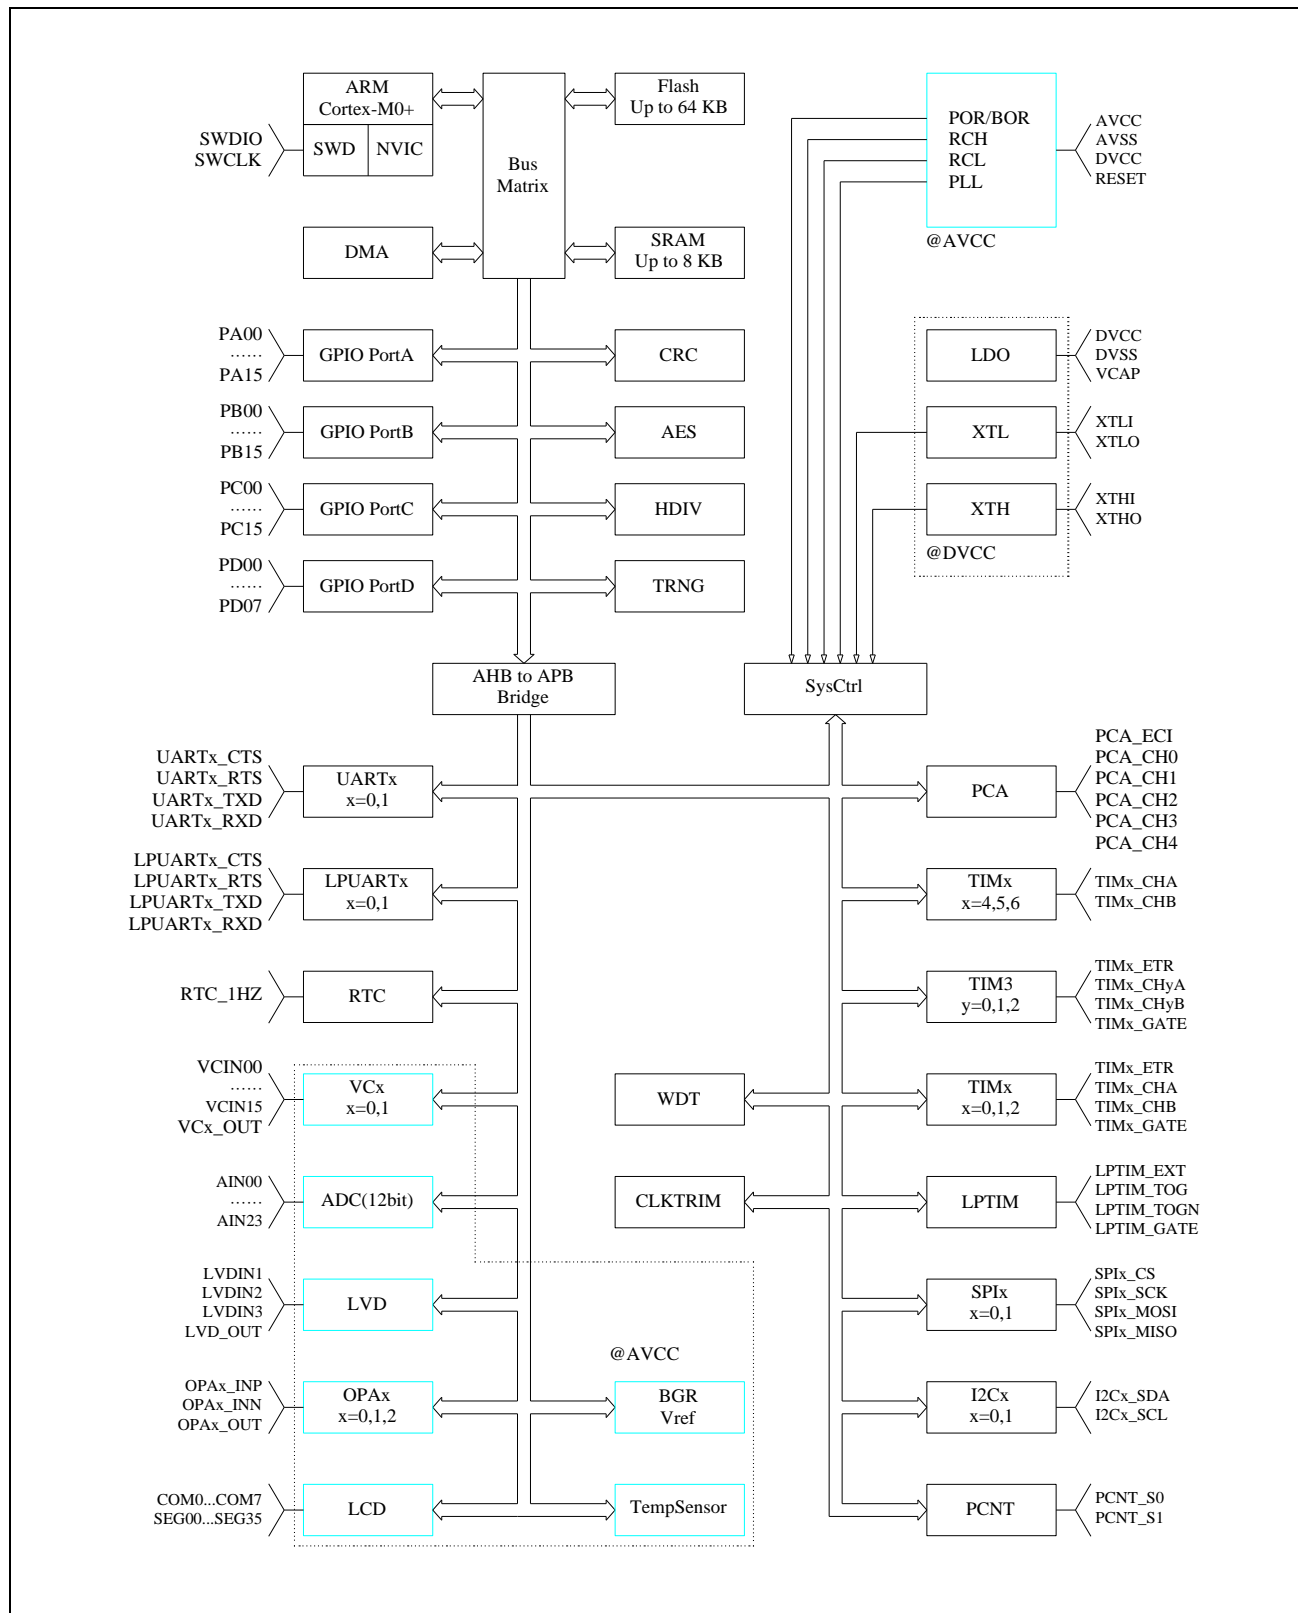 ARM
Cortex-M0+
SWD
NVIC
SWDIO
SWCLK
Bus
Matrix
Flash
Up to 64 KB
DMA
SRAM
Up to 8 KB
POR/BOR
RCH
RCL
PLL
@AVCC
AVCC
AVSS
DVCC
RESET
PA00
......
PA15
GPIO PortA
CRC
LDO
DVCC
DVSS
VCAP
PB00
......
PB15
GPIO PortB
AES
XTL
XTLI
XTLO
PC00
......
PC15
GPIO PortC
HDIV
XTH
XTHI
XTHO
@DVCC
PD00
......
PD07
GPIO PortD
TRNG
AHB to APB
Bridge
SysCtrl
UARTx_CTS
UARTx_RTS
UARTx_TXD
UARTx_RXD
UARTx
x=0,1
PCA
PCA_ECI
PCA_CH0
PCA_CH1
PCA_CH2
PCA_CH3
PCA_CH4
LPUARTx_CTS
LPUARTx_RTS
LPUARTx_TXD
LPUARTx_RXD
LPUARTx
x=0,1
TIMx
x=4,5,6
TIMx_CHA
TIMx_CHB
RTC_1HZ
RTC
TIM3
y=0,1,2
TIMx_ETR
TIMx_CHyA
TIMx_CHyB
TIMx_GATE
VCIN00
......
VCIN15
VCx_OUT
VCx
x=0,1
WDT
TIMx
x=0,1,2
TIMx_ETR
TIMx_CHA
TIMx_CHB
TIMx_GATE
AIN00
......
AIN23
ADC(12bit)
CLKTRIM
LPTIM
LPTIM_EXT
LPTIM_TOG
LPTIM_TOGN
LPTIM_GATE
LVDIN1
LVDIN2
LVDIN3
LVD_OUT
LVD
SPIx
x=0,1
SPIx_CS
SPIx_SCK
SPIx_MOSI
SPIx_MISO
@AVCC
OPAx_INP
OPAx_INN
OPAx_OUT
OPAx
x=0,1,2
BGR
Vref
I2Cx
x=0,1
I2Cx_SDA
I2Cx_SCL
COM0...COM7
SEG00...SEG35
LCD
TempSensor
PCNT
PCNT_S0
PCNT_S1